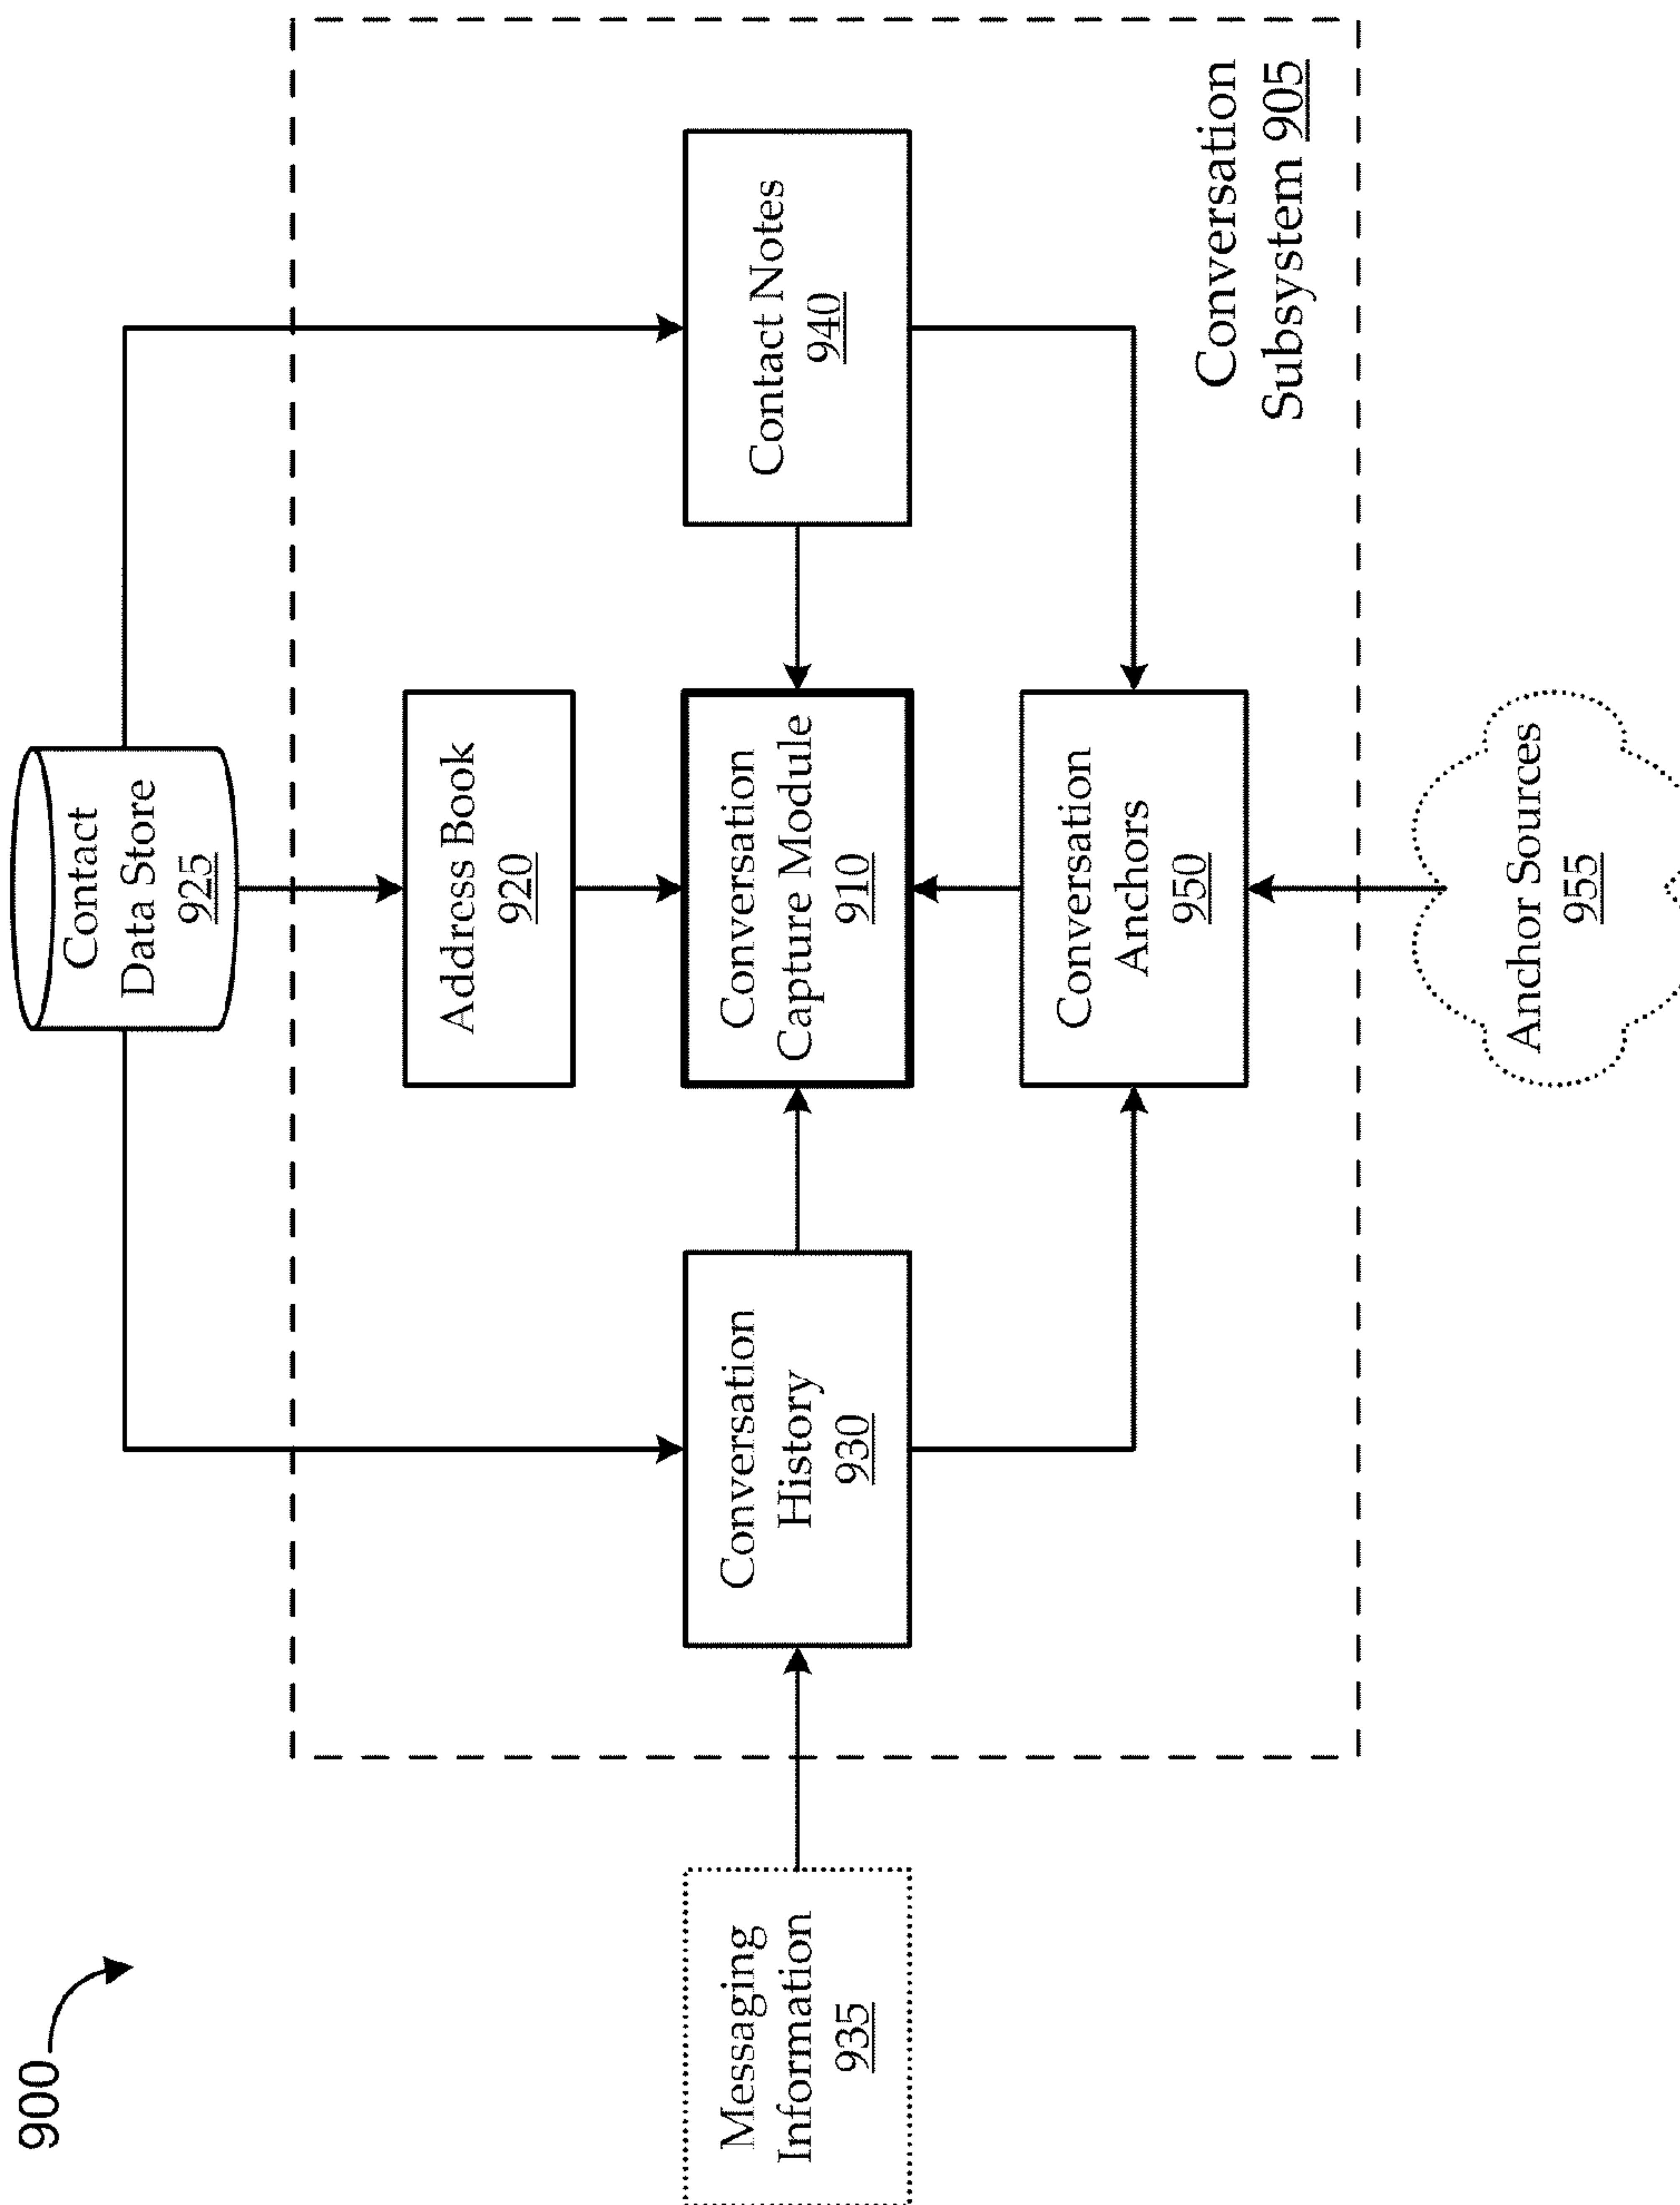 900
Contact
Data Store
925
Address Book
920
Messaging
Information
935
Conversation
History
930
Conversation
Capture Module
910
Contact Notes
940
Conversation
Anchors
950
Conversation
Subsystem 905
Anchor Sources
955